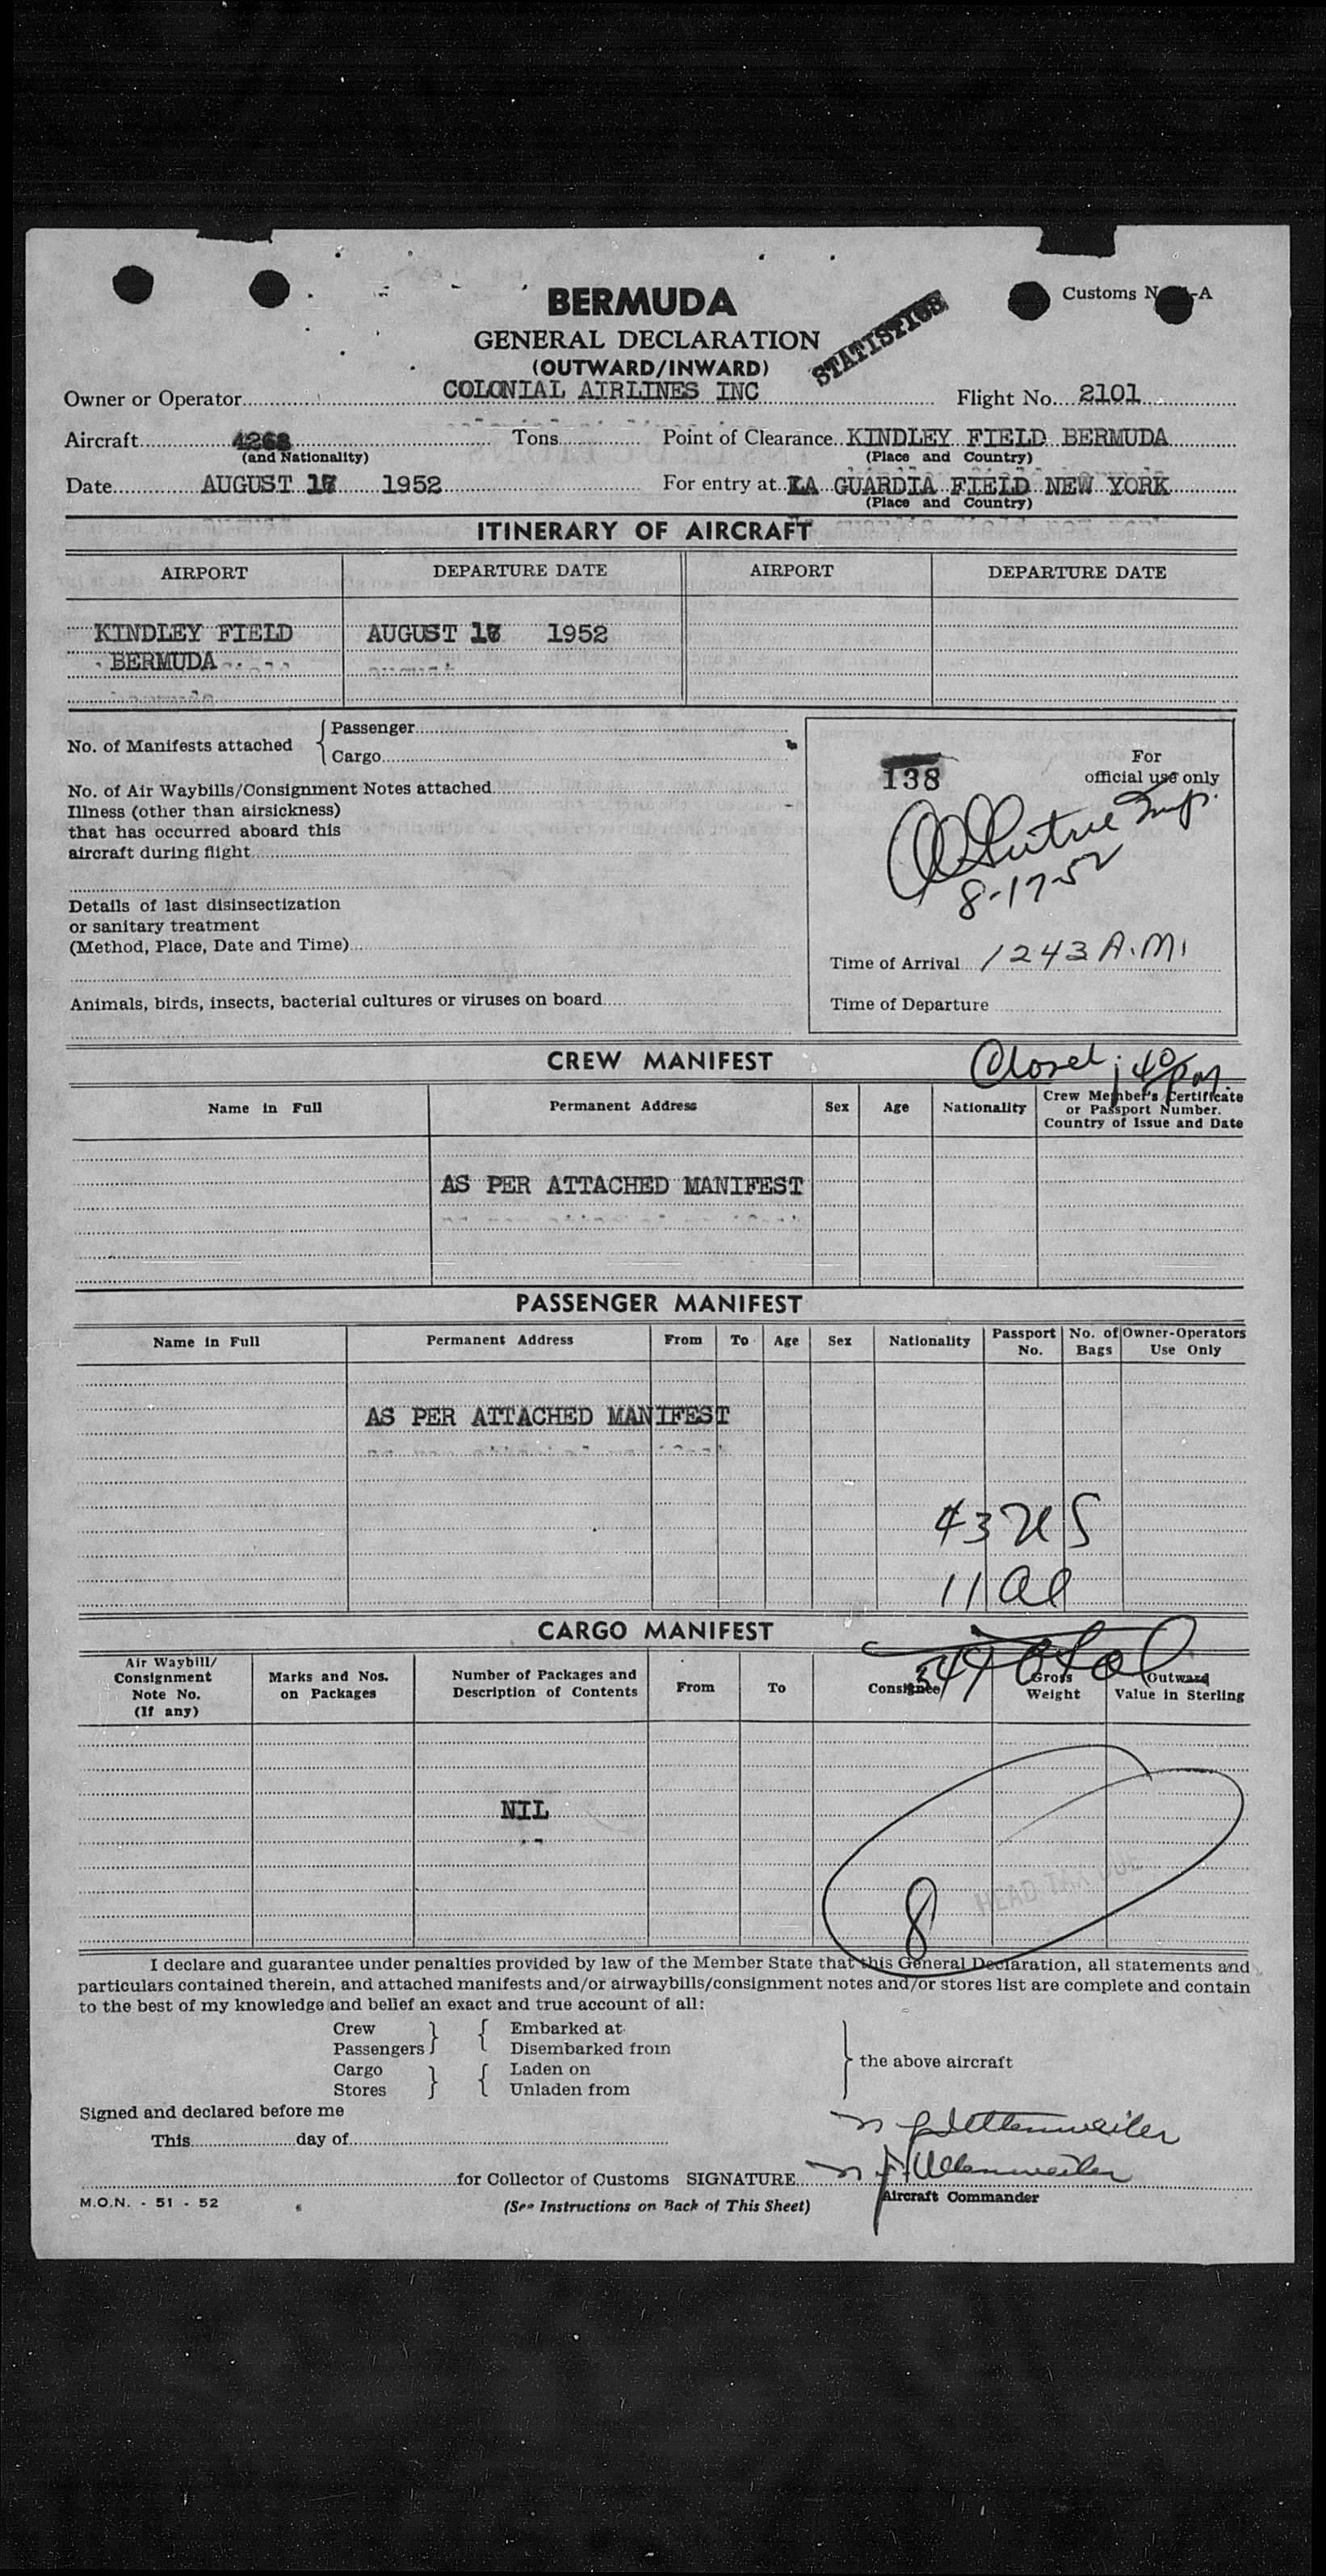 BERMUDA
Customs N -A
GENERAL DECLARATION
STATISTICS
(OUTWARD/INWARD)
Owner or Operator COLONIAL AIRLINES INC Flight No. 2101
Aircraft Tons Point of Clearance KINDLEY FIELD BERMUDA
(and Nationality) (Place and Country)
Date AUGUST 17 1952 For entry at LA GUARDIA FIELD NEW YORK
(Place and Country)
ITINERARY OF AIRCRAFT
AIRPORT DEPARTURE DATE AIRPORT DEPARTURE DATE
KINDLEY FIELD AUGUST 17 1952
BERMUDA
No. of Manifests attached
Passenger
Cargo
No. of Air Waybills/Consignment Notes attached
Illness (other than airsickness)
that has occurred aboard this
aircraft during flight
Details of last disinsectization
or sanitary treatment
(Method, Place, Date and Time)
Animals, birds, insects, bacterial cultures or viruses on board
138
For
official use only
8-17-52
Time of Arrival 1243 A.M.
Time of Departure
CREW MANIFEST
Closed 1:40 PM
Name in Full Permanent Address Sex Age Nationality Crew Member's Certificate
or Passport Number.
Country of Issue and Date
AS PER ATTACHED MANIFEST
PASSENGER MANIFEST
Name in Full Permanent Address From To Age Sex Nationality Passport No. No. of Bags Owner-Operators Use Only
AS PER ATTACHED MANIFEST
43 US
11 al
54 Total
CARGO MANIFEST
Air Waybill/
Consignment
Note No.
(If any)
Marks and Nos.
on Packages
Number of Packages and
Description of Contents
From To Consignee
Gross
Weight
Outward
Value in Sterling
NIL
8
HEAD TAX DUE
I declare and guarantee under penalties provided by law of the Member State that this General Declaration, all statements and
particulars contained therein, and attached manifests and/or airwaybills/consignment notes and/or stores list are complete and contain
to the best of my knowledge and belief an exact and true account of all:
Crew Embarked at
Passengers Disembarked from
Cargo Laden on
Stores Unladen from
the above aircraft
Signed and declared before me
This day of
for Collector of Customs SIGNATURE
M.O.N. - 51 - 52
(See Instructions on Back of This Sheet)
Aircraft Commander